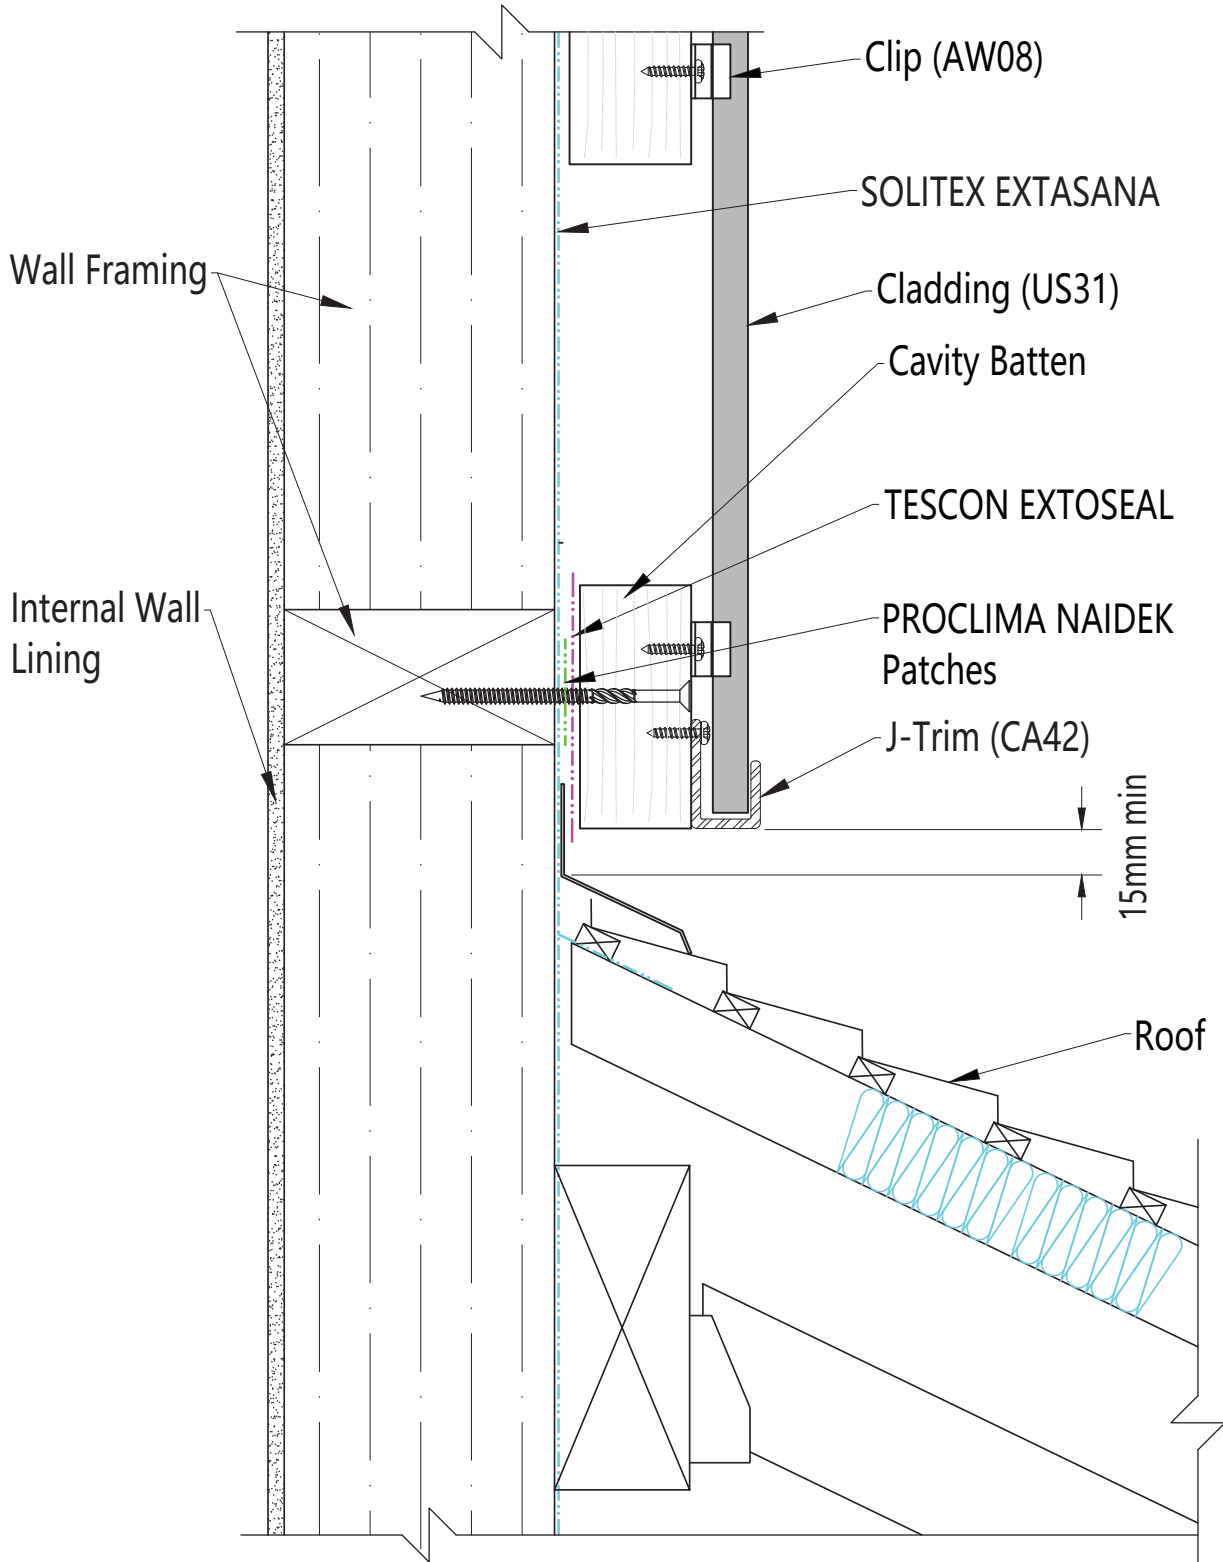 Clip (AW08)
SOLITEX EXTASANA
Wall Framing
Cladding (US31)
Cavity Batten
TESCON EXTOSEAL
Internal Wall
Lining
PROCLIMA NAIDEK
Patches
J-Trim (CA42)
15mm min
Roof